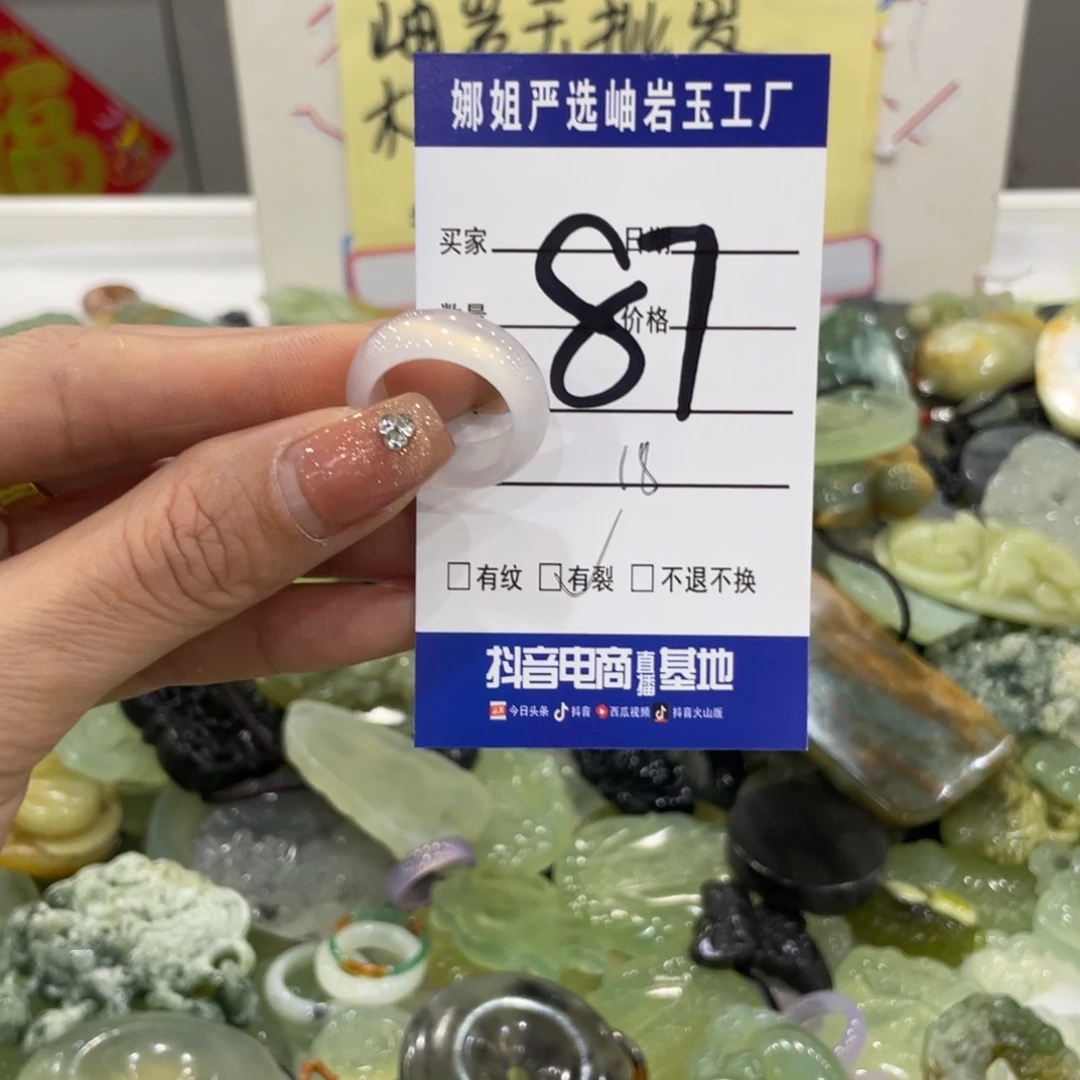 岫岩玉批发
娜姐严选岫岩玉工厂
买家 日期
数量 价格
87
18
有纹 有裂 不退不换
抖音电商直播基地
今日头条 抖音 西瓜视频 抖音火山版
福